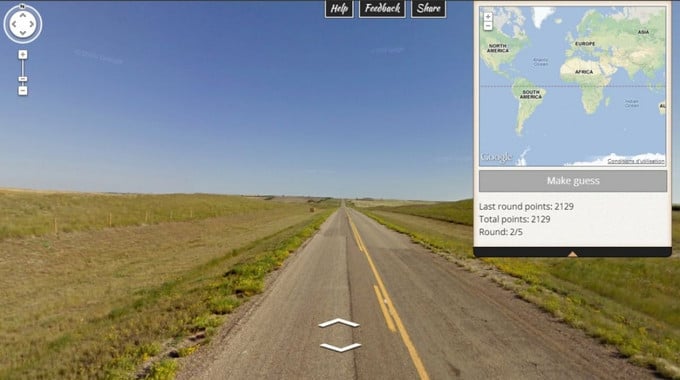 N
Help
Feedback
Share
NORTH
AMERICA
Atlantic
Ocean
EUROPE
ASIA
AFRICA
SOUTH
AMERICA
Indian
Ocean
AU
Google
Conditions d'utilisation
Make guess
Last round points: 2129
Total points: 2129
Round: 2/5